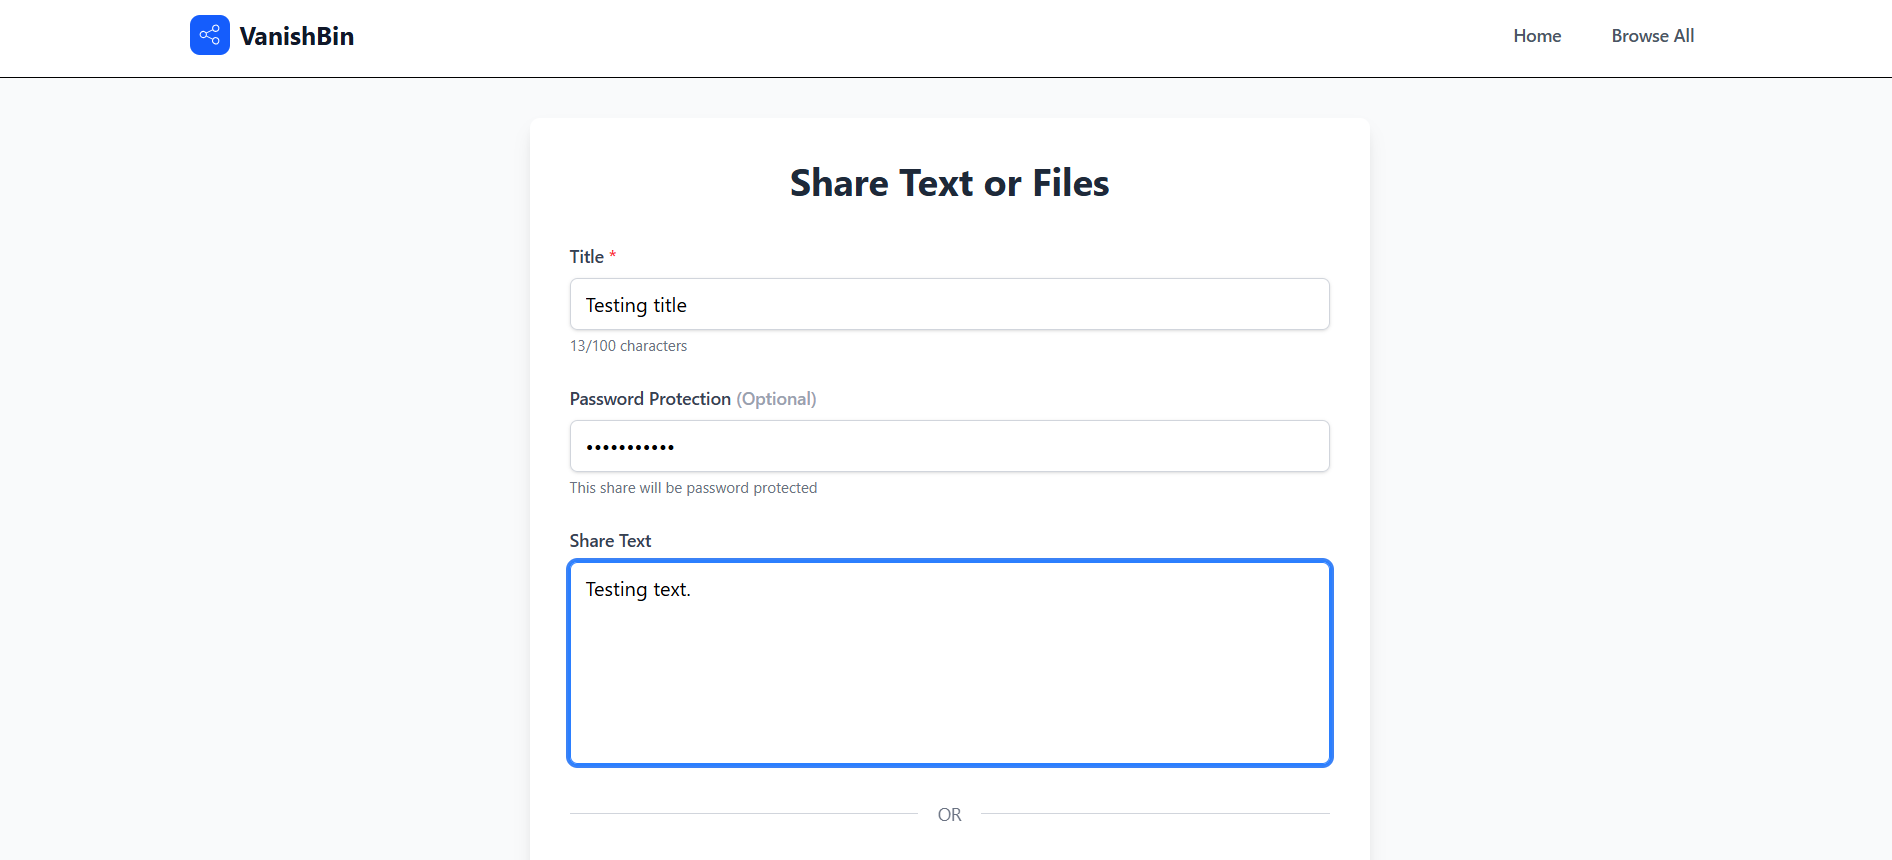 VanishBin
Home
Browse All
Share Text or Files
Title *
Testing title
13/100 characters
Password Protection (Optional)
•••••••••••
This share will be password protected
Share Text
Testing text.
OR